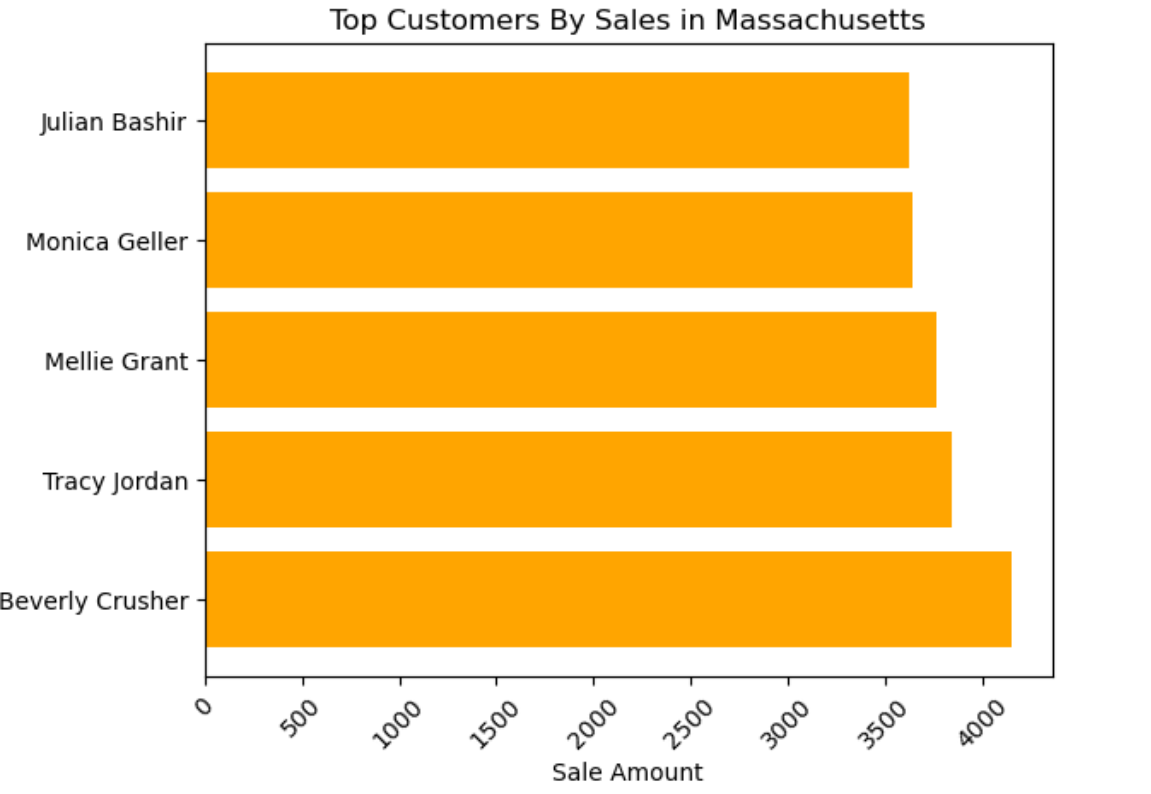 Top Customers By Sales in Massachusetts
Julian Bashir
Monica Geller
Mellie Grant
Tracy Jordan
Beverly Crusher
0 500 1000 1500 2000 2500 3000 3500 4000
Sale Amount